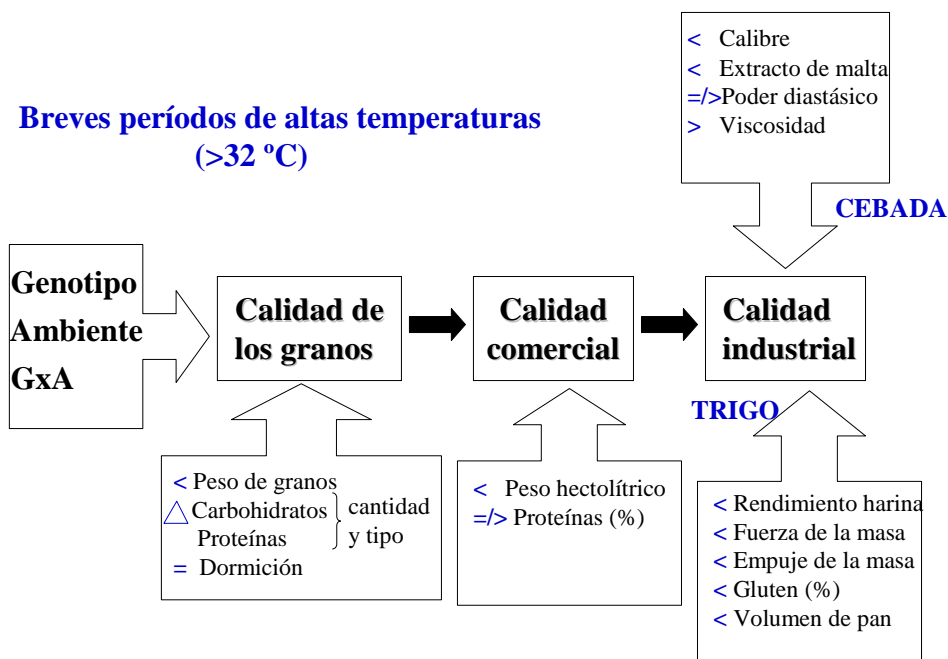 Breves períodos de altas temperaturas
(>32 ºC)
< Calibre
< Extracto de malta
=/>Poder diastásico
> Viscosidad
CEBADA
Genotipo
Ambiente
GxA
Calidad de
los granos
Calidad
comercial
Calidad
industrial
TRIGO
< Peso de granos
△ Carbohidratos
Proteínas
cantidad
y tipo
= Dormición
< Peso hectolítrico
=/> Proteínas (%)
< Rendimiento harina
< Fuerza de la masa
< Empuje de la masa
< Gluten (%)
< Volumen de pan